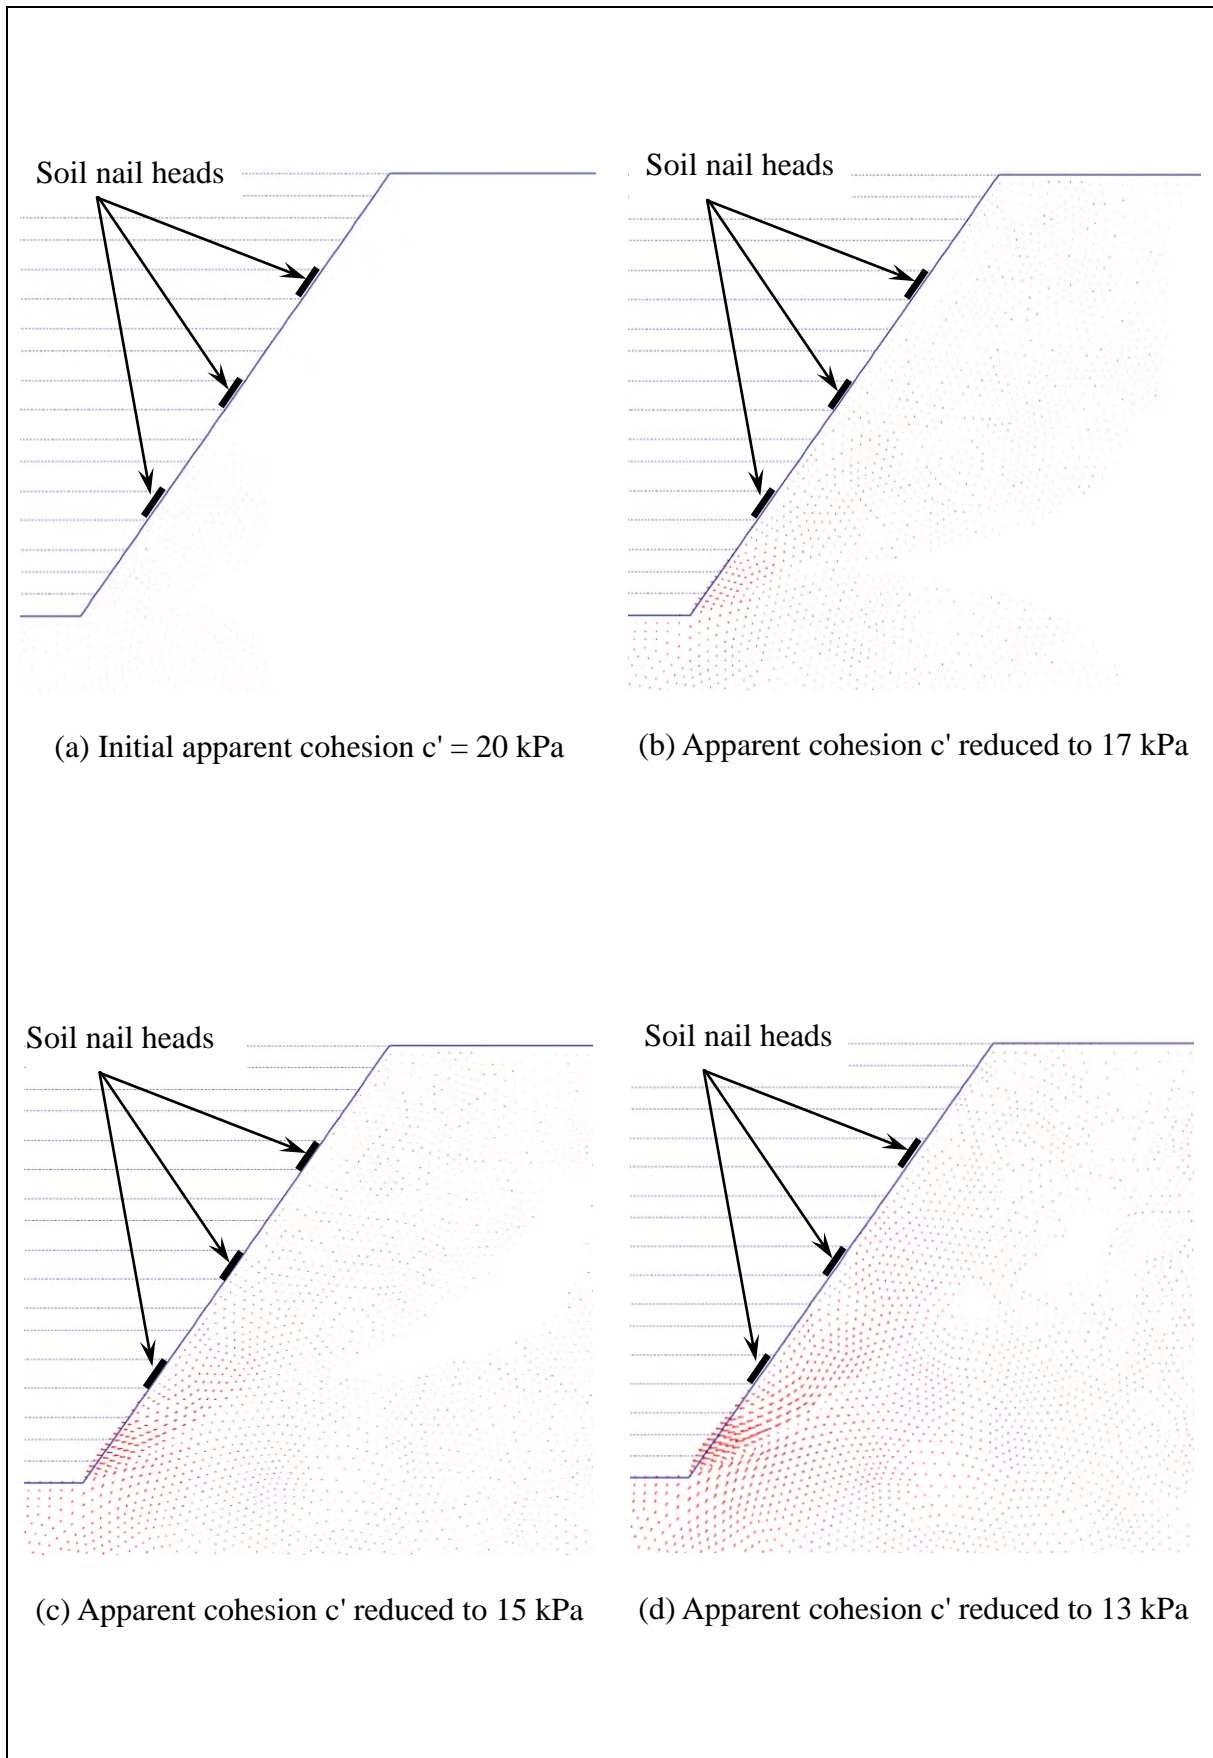 Soil nail heads
Soil nail heads
(a) Initial apparent cohesion c' = 20 kPa
(b) Apparent cohesion c' reduced to 17 kPa
Soil nail heads
Soil nail heads
(c) Apparent cohesion c' reduced to 15 kPa
(d) Apparent cohesion c' reduced to 13 kPa